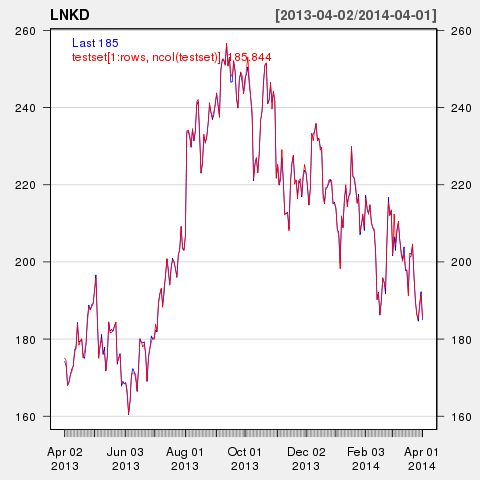 LNKD [2013-04-02/2014-04-01]
Last 185
testset[1:rows, ncol(testset)] 185.844
260 260
240 240
220 220
200 200
180 180
160 160
Apr 02 Jun 03 Aug 01 Oct 01 Dec 02 Feb 03 Apr 01
2013 2013 2013 2013 2013 2014 2014